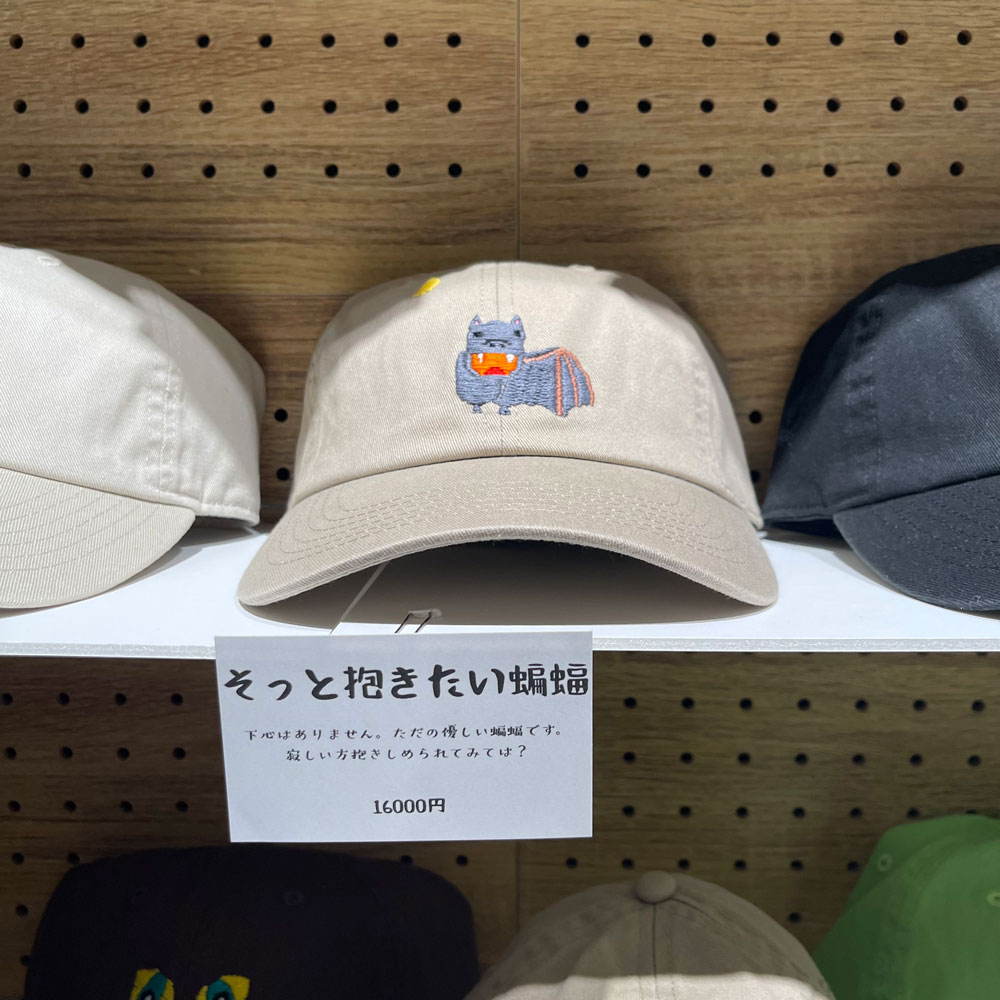 そっと抱きたい蝙蝠
下心はありません。ただの優しい蝙蝠です。
寂しい方抱きしめられてみては？
16000円